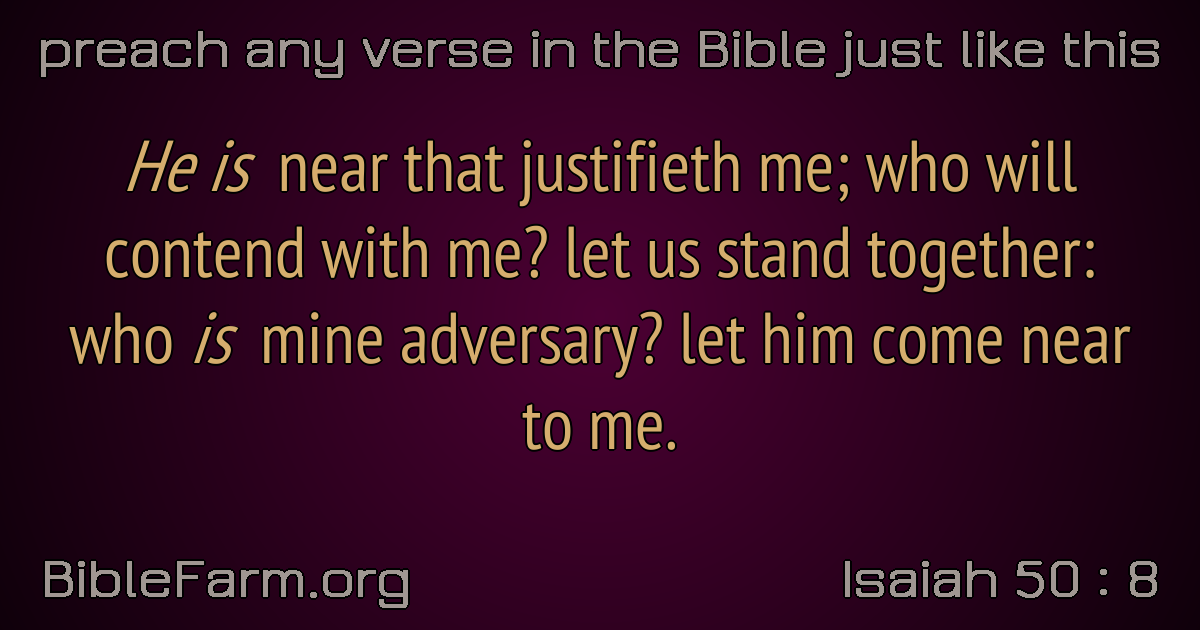 preach any verse in the Bible just like this
He is near that justifieth me; who will
contend with me? let us stand together:
who is mine adversary? let him come near
to me.
BibleFarm.org
Isaiah 50 : 8